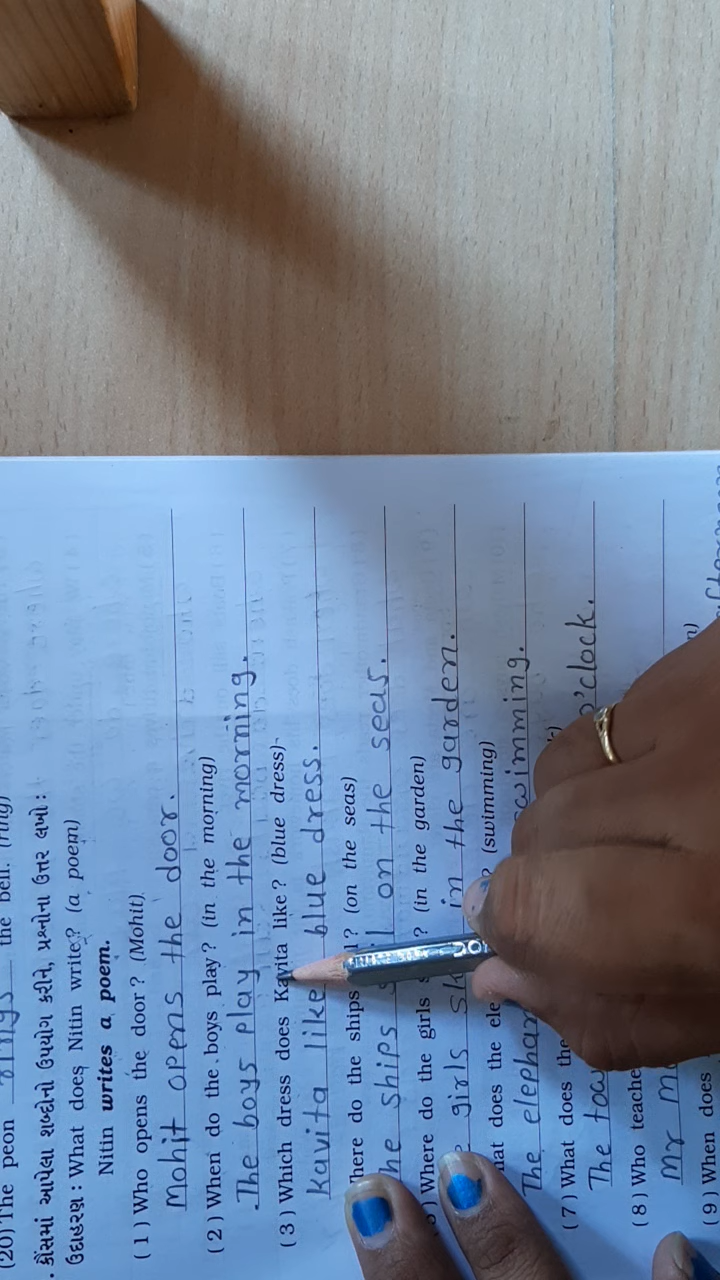 (20) The peon rings the bell. (ring)
. કૌંસમાં આપેલા શબ્દોનો ઉપયોગ કરીને, પ્રશ્નોના ઉત્તર લખો :
ઉદાહરણ : What does Nitin write? (a poem)
Nitin writes a poem.
(1) Who opens the door? (Mohit)
Mohit opens the door.
(2) When do the boys play? (in the morning)
The boys play in the morning.
(3) Which dress does Kavita like? (blue dress)
Kavita like blue dress.
here do the ships ? (on the seas)
he ships on the seas.
Where do the girls ? (in the garden)
girls in the garden.
hat does the ele ? (swimming)
The elephan swimming.
(7) What does the
The o'clock.
(8) Who teache
Mr
(9) When does